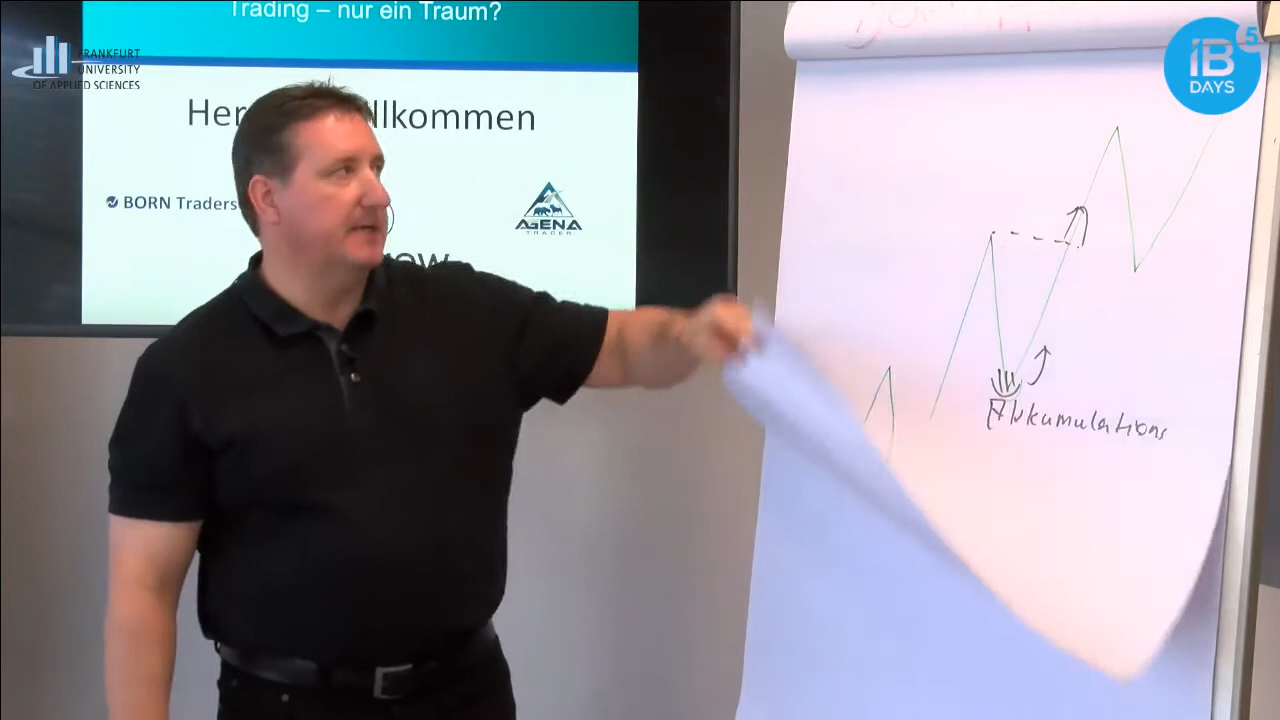 Trading – nur ein Traum?
FRANKFURT
UNIVERSITY
OF APPLIED SCIENCES
iB 5
DAYS
Her llkommen
BORN Traders
AGENA
TRADER
ow
Akkumulations